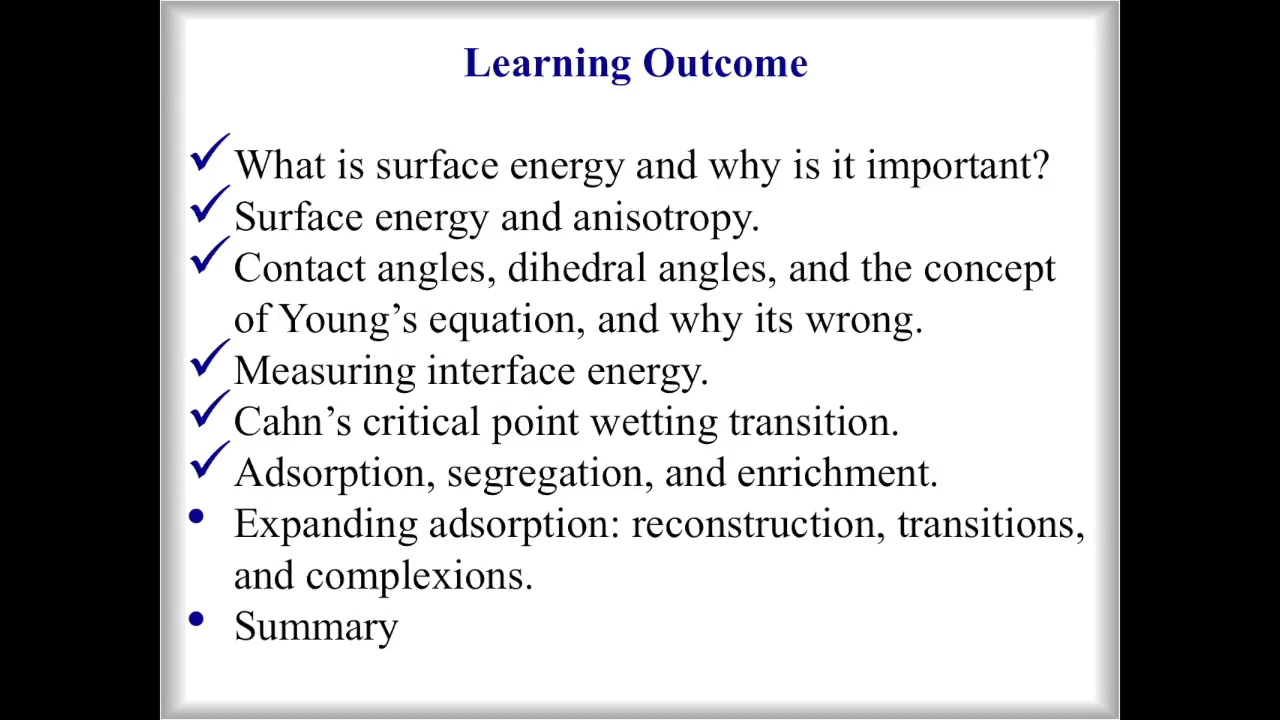 Learning Outcome
✓ What is surface energy and why is it important?
✓ Surface energy and anisotropy.
✓ Contact angles, dihedral angles, and the concept
of Young’s equation, and why its wrong.
✓ Measuring interface energy.
✓ Cahn’s critical point wetting transition.
✓ Adsorption, segregation, and enrichment.
• Expanding adsorption: reconstruction, transitions,
and complexions.
• Summary